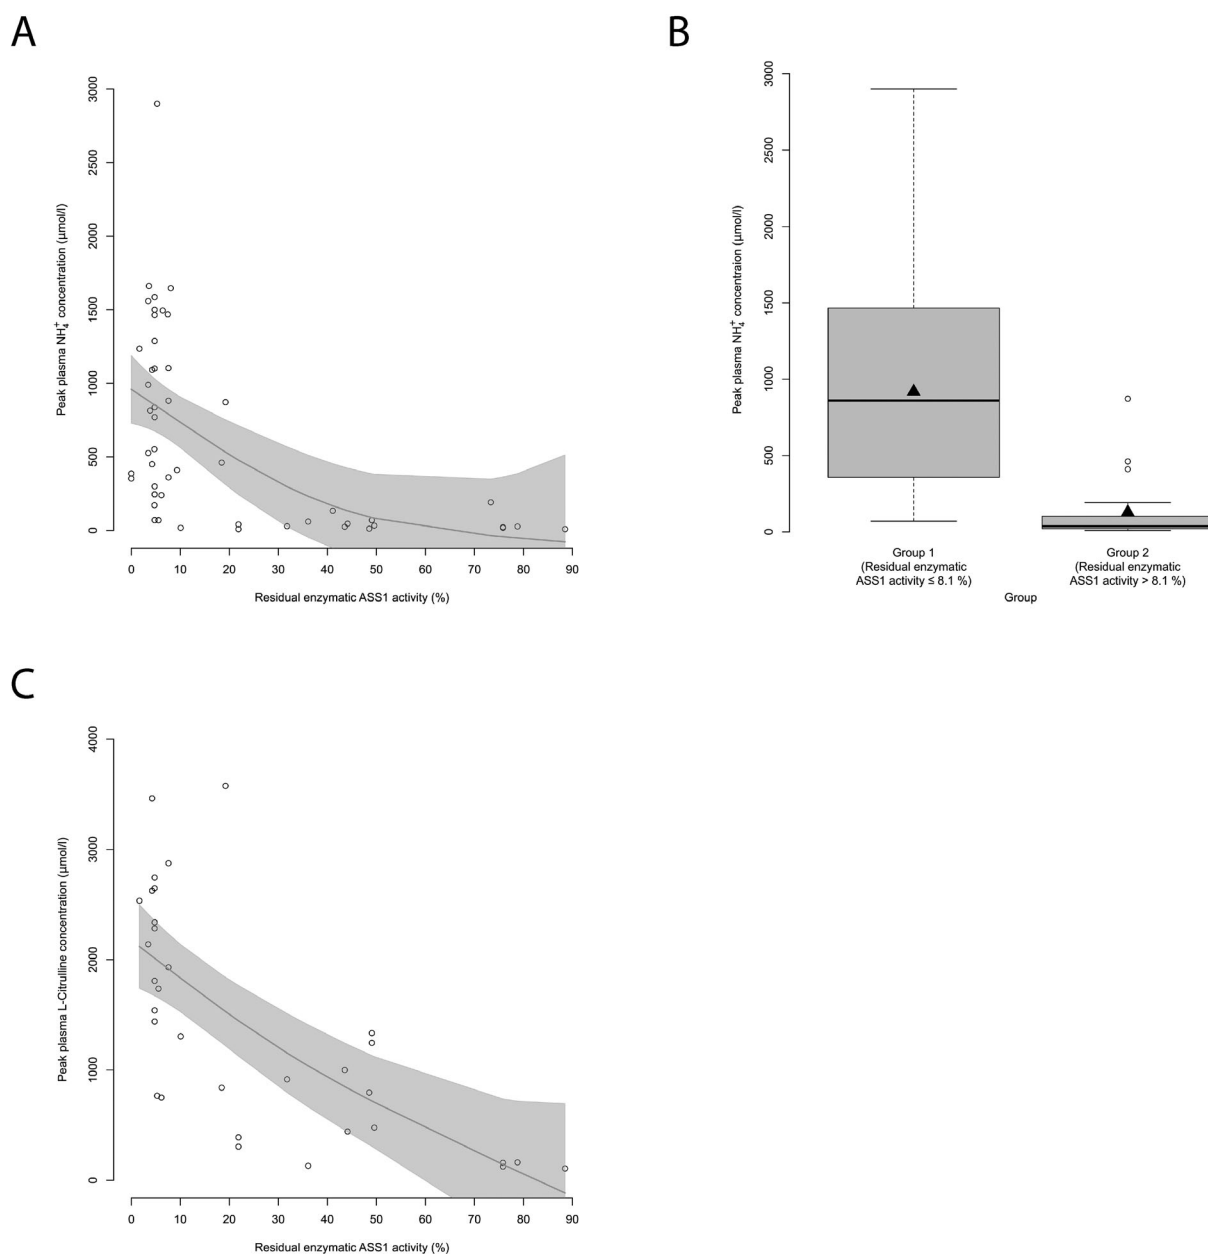 A
3000
2500
2000
1500
1000
500
0
Peak plasma NH₄⁺ concentration (µmol/l)
0 10 20 30 40 50 60 70 80 90
Residual enzymatic ASS1 activity (%)
B
3000
2500
2000
1500
1000
500
0
Peak plasma NH₄⁺ concentraion (µmol/l)
Group 1
(Residual enzymatic
ASS1 activity ≤ 8.1 %)
Group 2
(Residual enzymatic
ASS1 activity > 8.1 %)
Group
C
4000
3000
2000
1000
0
Peak plasma L-Citrulline concentration (µmol/l)
0 10 20 30 40 50 60 70 80 90
Residual enzymatic ASS1 activity (%)